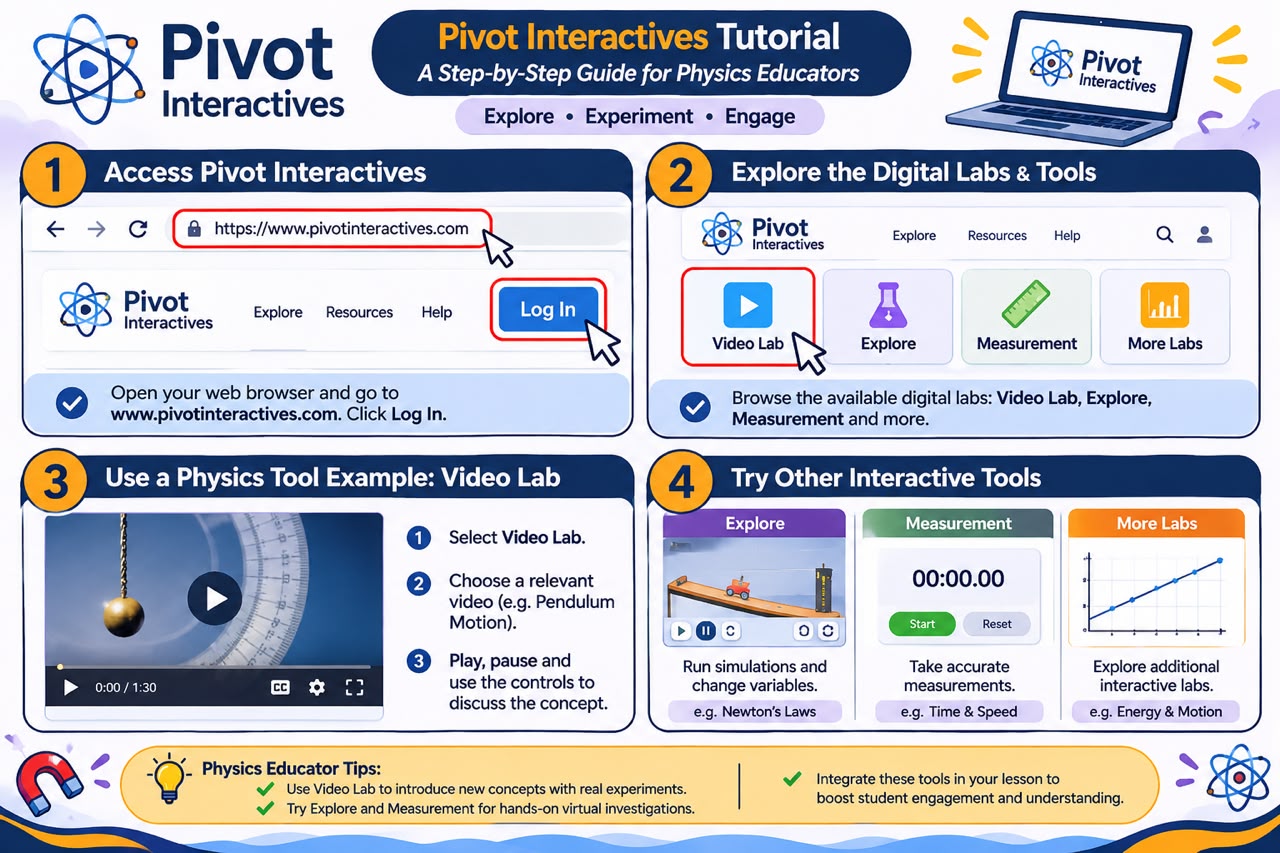 Pivot
Interactives
Pivot Interactives Tutorial
A Step-by-Step Guide for Physics Educators
Explore • Experiment • Engage
Pivot
Interactives
1
Access Pivot Interactives
https://www.pivotinteractives.com
Pivot
Interactives
Explore
Resources
Help
Log In
Open your web browser and go to
www.pivotinteractives.com. Click Log In.
2
Explore the Digital Labs & Tools
Pivot
Interactives
Explore
Resources
Help
Video Lab
Explore
Measurement
More Labs
Browse the available digital labs: Video Lab, Explore,
Measurement and more.
3
Use a Physics Tool Example: Video Lab
0:00 / 1:30
CC
1 Select Video Lab.
2 Choose a relevant
video (e.g. Pendulum
Motion).
3 Play, pause and
use the controls to
discuss the concept.
4
Try Other Interactive Tools
Explore
Run simulations and
change variables.
e.g. Newton's Laws
Measurement
00:00.00
Start
Reset
Take accurate
measurements.
e.g. Time & Speed
More Labs
Explore additional
interactive labs.
e.g. Energy & Motion
Physics Educator Tips:
Use Video Lab to introduce new concepts with real experiments.
Try Explore and Measurement for hands-on virtual investigations.
Integrate these tools in your lesson to
boost student engagement and understanding.